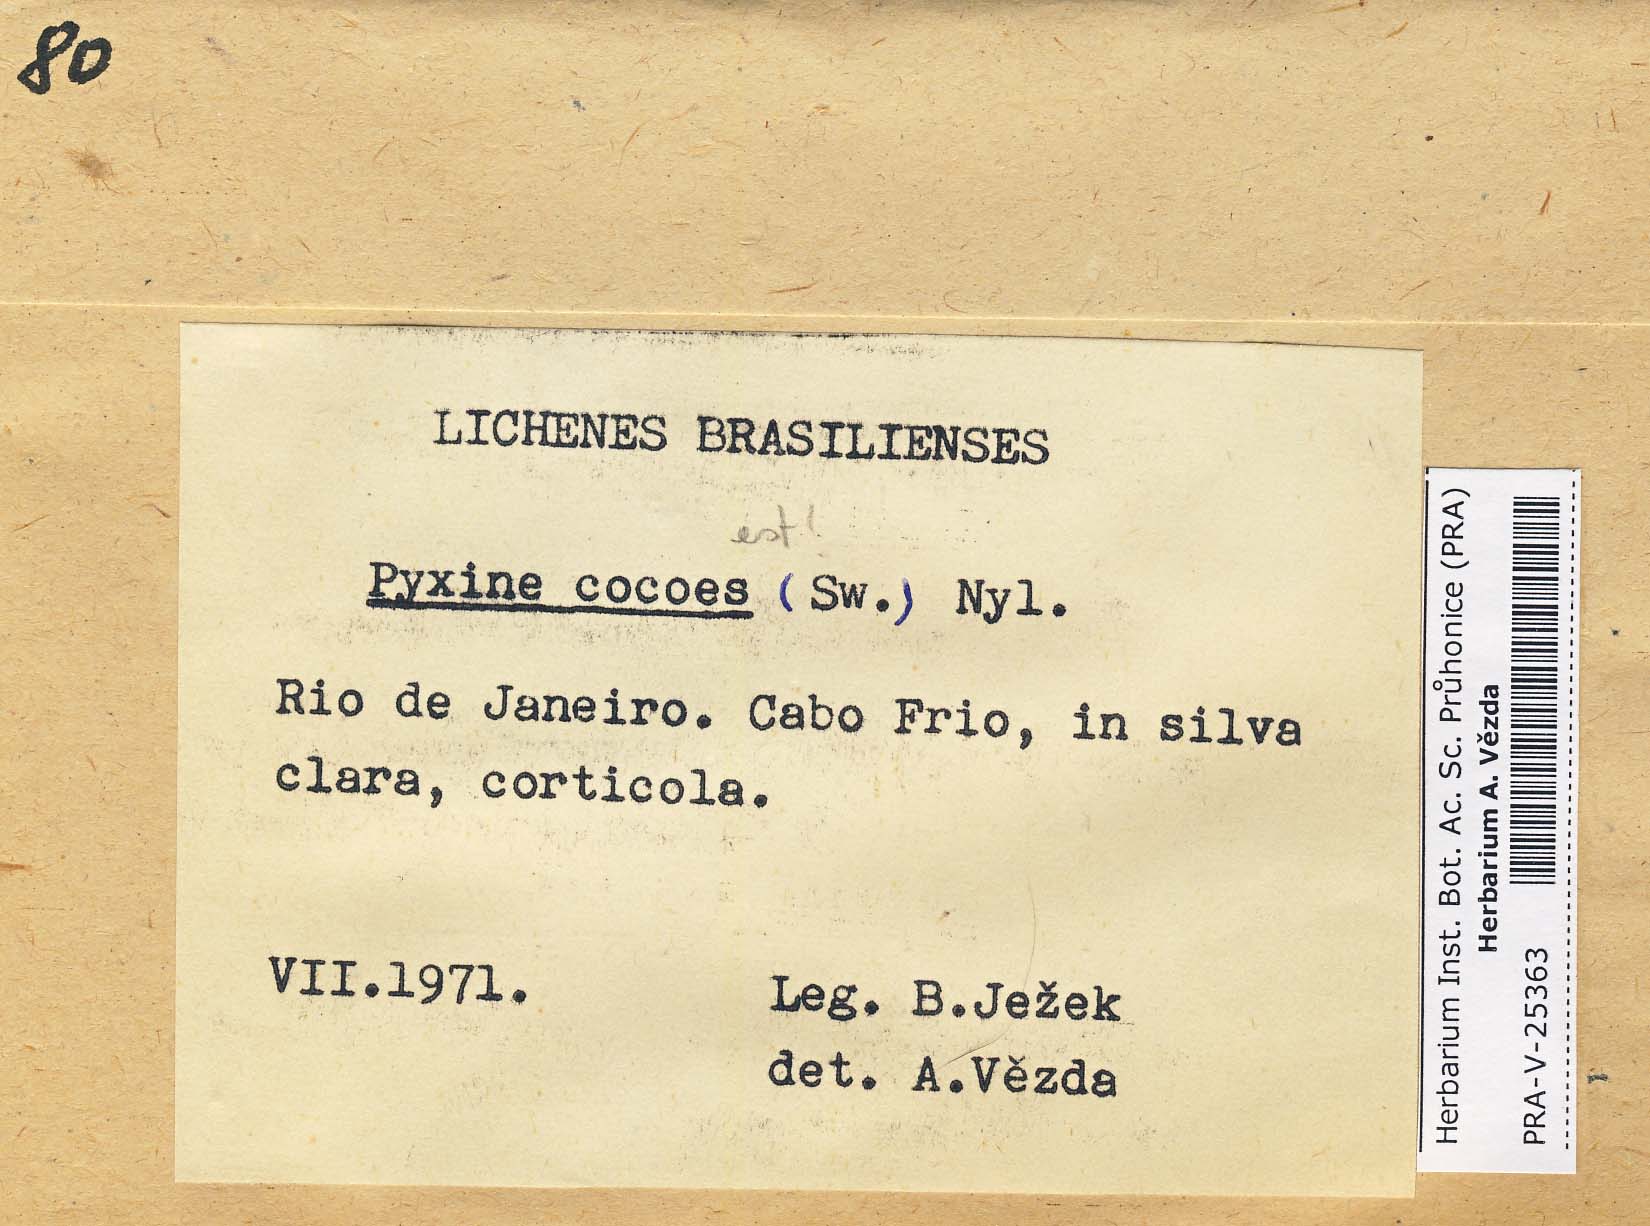 80
LICHENES BRASILIENSES
est!
Pyxine cocoes (Sw.) Nyl.
Rio de Janeiro. Cabo Frio, in silva
clara, corticola.
VII.1971.
Leg. B.Ježek
det. A.Vězda
Herbarium Inst. Bot. Ac. Sc. Průhonice (PRA)
Herbarium A. Vězda
PRA-V-25363